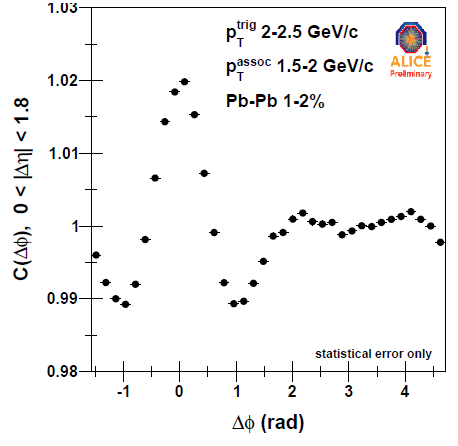 1.03
p_T^trig 2-2.5 GeV/c
p_T^assoc 1.5-2 GeV/c
Pb-Pb 1-2%
ALICE
Preliminary
1.02
1.01
1
0.99
0.98
C(Δϕ), 0 < |Δη| < 1.8
statistical error only
-1 0 1 2 3 4
Δϕ (rad)